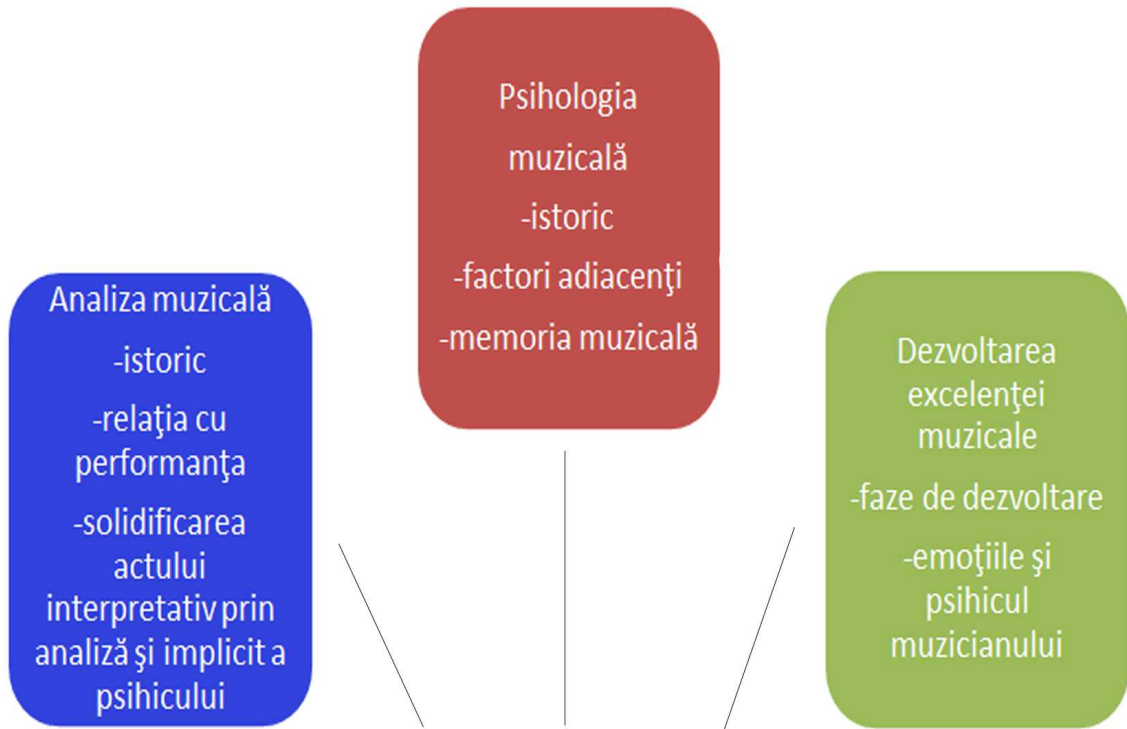 Psihologia
muzicală
-istoric
-factori adiacenţi
-memoria muzicală
Analiza muzicală
-istoric
-relaţia cu
performanţa
-solidificarea
actului
interpretativ prin
analiză şi implicit a
psihicului
Dezvoltarea
excelenţei
muzicale
-faze de dezvoltare
-emoţiile şi
psihicul
muzicianului